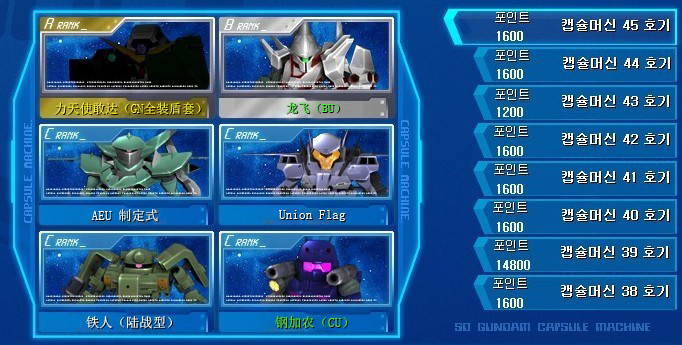 A RANK_
力天使敢达（GN全装盾套）
B RANK_
龙飞（BU）
C RANK_
AEU 制定式
C RANK_
Union Flag
C RANK_
铁人（陆战型）
C RANK_
钢加农（CU）
CAPSULE MACHINE
CAPSULE MACHINE
포인트
1600
캡슐머신 45 호기
포인트
1600
캡슐머신 44 호기
포인트
1200
캡슐머신 43 호기
포인트
1600
캡슐머신 42 호기
포인트
1600
캡슐머신 41 호기
포인트
1600
캡슐머신 40 호기
포인트
14800
캡슐머신 39 호기
포인트
1600
캡슐머신 38 호기
SD GUNDAM CAPSULE MACHINE